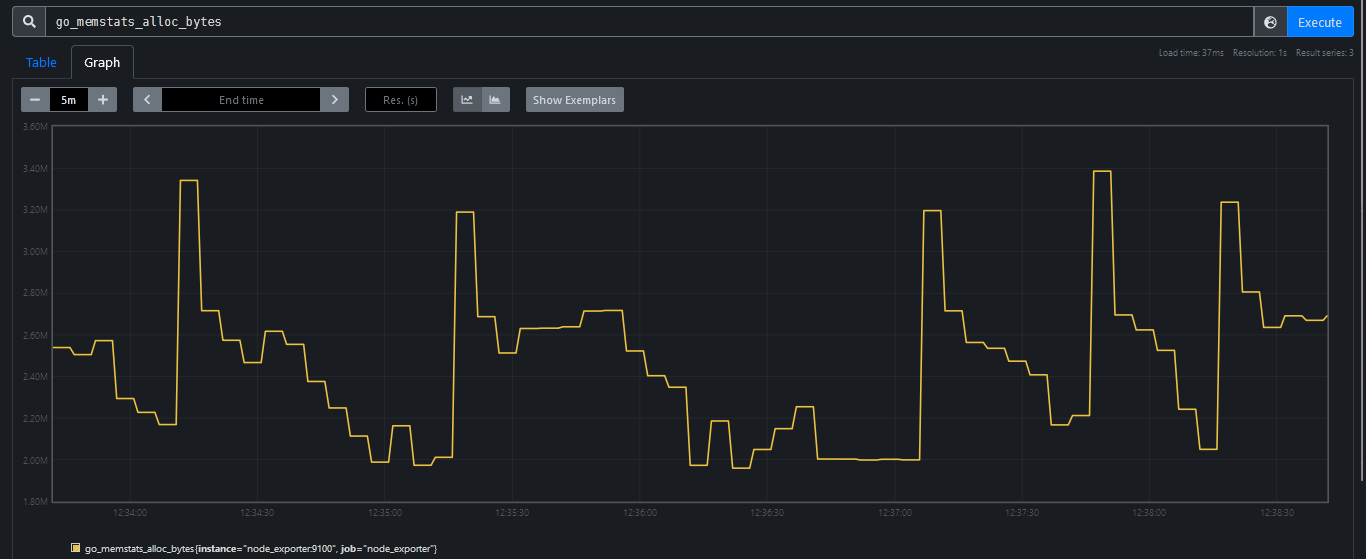 go_memstats_alloc_bytes
Execute
Table
Graph
Load time: 37ms Resolution: 1s Result series: 3
5m
End time
Res. (s)
Show Exemplars
3.60M
3.40M
3.20M
3.00M
2.80M
2.60M
2.40M
2.20M
2.00M
1.80M
12:34:00 12:34:30 12:35:00 12:35:30 12:36:00 12:36:30 12:37:00 12:37:30 12:38:00 12:38:30
go_memstats_alloc_bytes{instance="node_exporter:9100", job="node_exporter"}